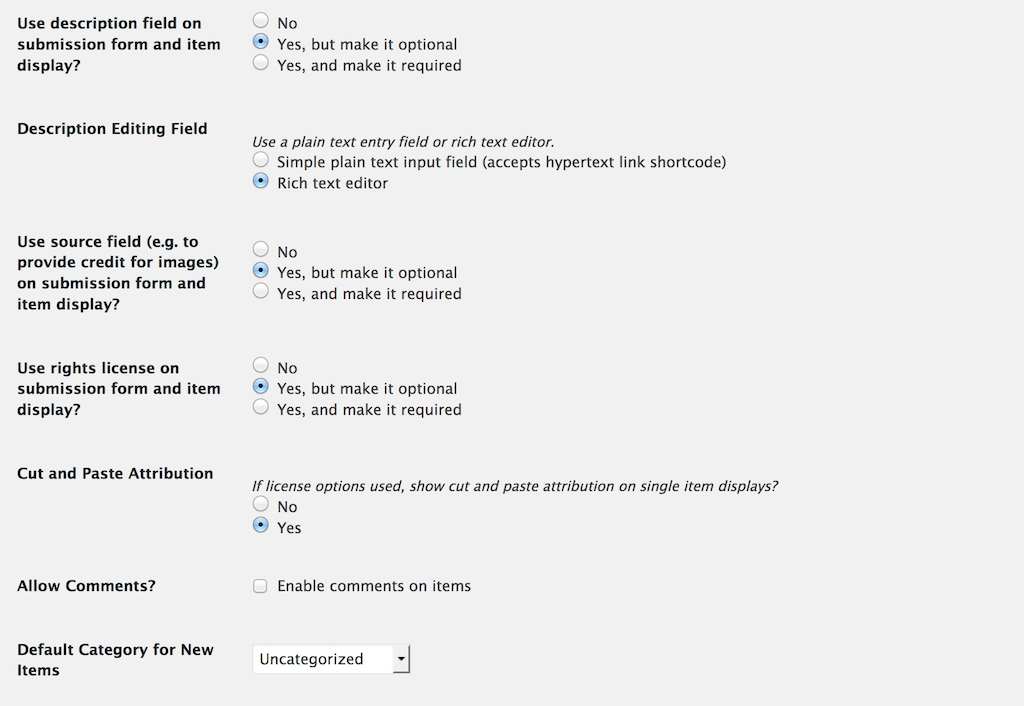 Use description field on
submission form and item
display?
No
Yes, but make it optional
Yes, and make it required
Description Editing Field
Use a plain text entry field or rich text editor.
Simple plain text input field (accepts hypertext link shortcode)
Rich text editor
Use source field (e.g. to
provide credit for images)
on submission form and
item display?
No
Yes, but make it optional
Yes, and make it required
Use rights license on
submission form and item
display?
No
Yes, but make it optional
Yes, and make it required
Cut and Paste Attribution
If license options used, show cut and paste attribution on single item displays?
No
Yes
Allow Comments?
Enable comments on items
Default Category for New
Items
Uncategorized